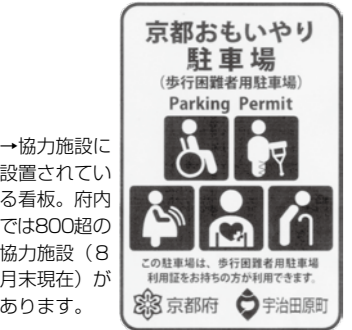 →協力施設に
設置されてい
る看板。府内
では800超の
協力施設（８
月末現在）が
あります。
京都おもいやり
駐車場
（歩行困難者用駐車場）
Parking Permit
この駐車場は、歩行困難者用駐車場
利用証をお持ちの方が利用できます。
京都府
宇治田原町